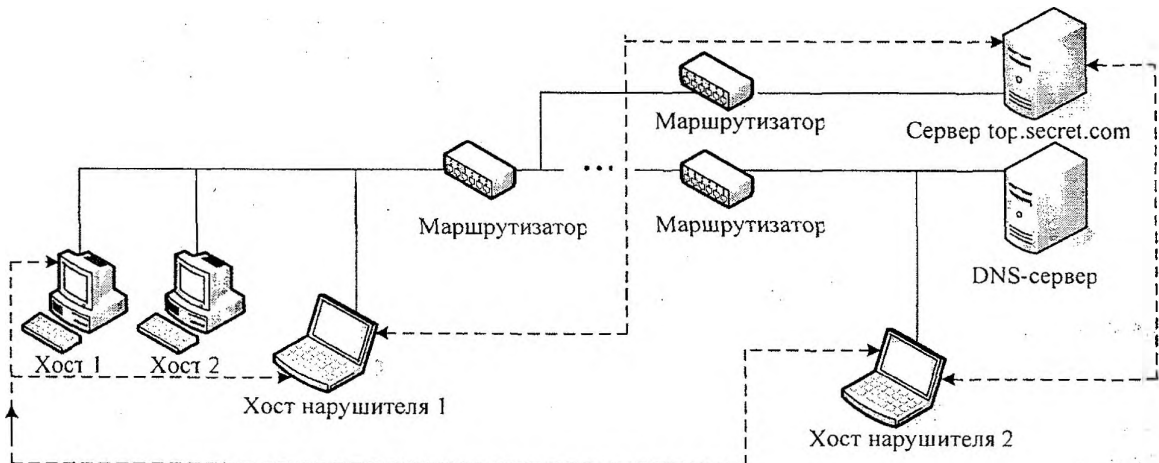 Маршрутизатор
Сервер top.secret.com
Маршрутизатор
Маршрутизатор
DNS-сервер
Хост 1
Хост 2
Хост нарушителя 1
Хост нарушителя 2